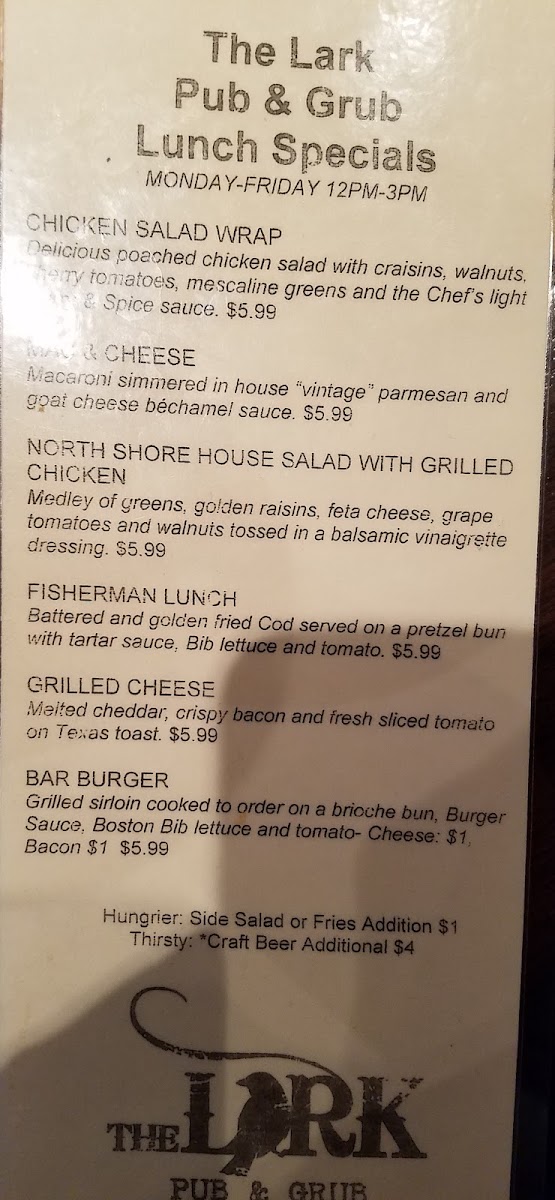 The Lark
Pub & Grub
Lunch Specials
MONDAY-FRIDAY 12PM-3PM
CHICKEN SALAD WRAP
Delicious poached chicken salad with craisins, walnuts,
cherry tomatoes, mescaline greens and the Chef's light
& Spice sauce. $5.99
MAC & CHEESE
Macaroni simmered in house "vintage" parmesan and
goat cheese béchamel sauce. $5.99
NORTH SHORE HOUSE SALAD WITH GRILLED
CHICKEN
Medley of greens, golden raisins, feta cheese, grape
tomatoes and walnuts tossed in a balsamic vinaigrette
dressing. $5.99
FISHERMAN LUNCH
Battered and golden fried Cod served on a pretzel bun
with tartar sauce, Bib lettuce and tomato. $5.99
GRILLED CHEESE
Melted cheddar, crispy bacon and fresh sliced tomato
on Texas toast. $5.99
BAR BURGER
Grilled sirloin cooked to order on a brioche bun, Burger
Sauce, Boston Bib lettuce and tomato- Cheese: $1,
Bacon $1 $5.99
Hungrier: Side Salad or Fries Addition $1
Thirsty: *Craft Beer Additional $4
THE LARK
PUB & GRUB